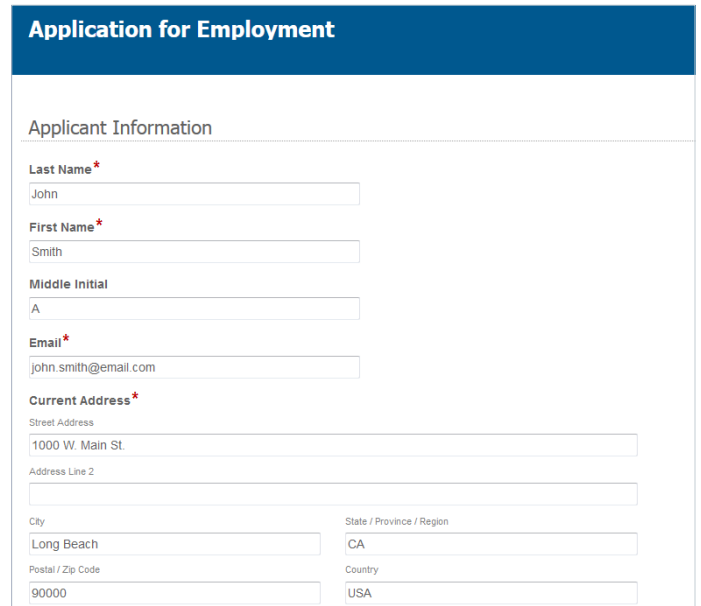 Application for Employment
Applicant Information
Last Name*
John
First Name*
Smith
Middle Initial
A
Email*
john.smith@email.com
Current Address*
Street Address
1000 W. Main St.
Address Line 2
City State / Province / Region
Long Beach CA
Postal / Zip Code Country
90000 USA